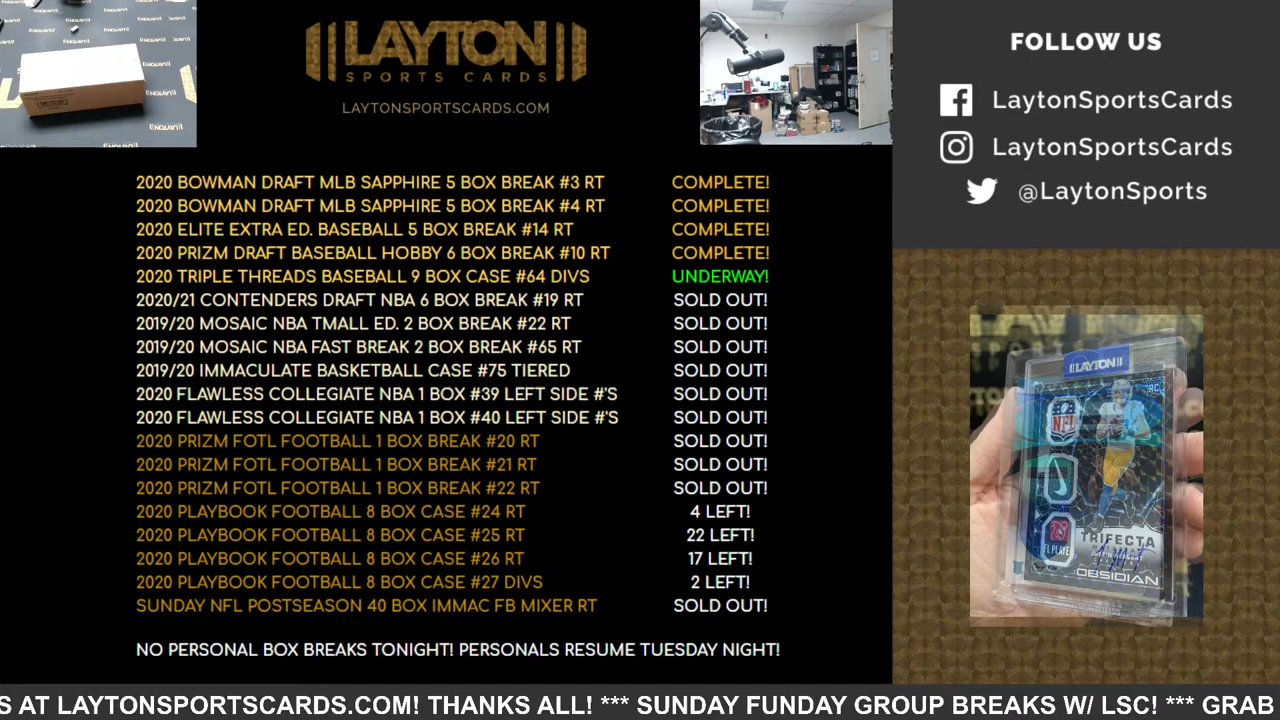 LAYTON
SPORTS CARDS
LAYTONSPORTSCARDS.COM
FOLLOW US
LaytonSportsCards
LaytonSportsCards
@LaytonSports
2020 BOWMAN DRAFT MLB SAPPHIRE 5 BOX BREAK #3 RT COMPLETE!
2020 BOWMAN DRAFT MLB SAPPHIRE 5 BOX BREAK #4 RT COMPLETE!
2020 ELITE EXTRA ED. BASEBALL 5 BOX BREAK #14 RT COMPLETE!
2020 PRIZM DRAFT BASEBALL HOBBY 6 BOX BREAK #10 RT COMPLETE!
2020 TRIPLE THREADS BASEBALL 9 BOX CASE #64 DIVS UNDERWAY!
2020/21 CONTENDERS DRAFT NBA 6 BOX BREAK #19 RT SOLD OUT!
2019/20 MOSAIC NBA TMALL ED. 2 BOX BREAK #22 RT SOLD OUT!
2019/20 MOSAIC NBA FAST BREAK 2 BOX BREAK #65 RT SOLD OUT!
2019/20 IMMACULATE BASKETBALL CASE #75 TIERED SOLD OUT!
2020 FLAWLESS COLLEGIATE NBA 1 BOX #39 LEFT SIDE #'S SOLD OUT!
2020 FLAWLESS COLLEGIATE NBA 1 BOX #40 LEFT SIDE #'S SOLD OUT!
2020 PRIZM FOTL FOOTBALL 1 BOX BREAK #20 RT SOLD OUT!
2020 PRIZM FOTL FOOTBALL 1 BOX BREAK #21 RT SOLD OUT!
2020 PRIZM FOTL FOOTBALL 1 BOX BREAK #22 RT SOLD OUT!
2020 PLAYBOOK FOOTBALL 8 BOX CASE #24 RT 4 LEFT!
2020 PLAYBOOK FOOTBALL 8 BOX CASE #25 RT 22 LEFT!
2020 PLAYBOOK FOOTBALL 8 BOX CASE #26 RT 17 LEFT!
2020 PLAYBOOK FOOTBALL 8 BOX CASE #27 DIVS 2 LEFT!
SUNDAY NFL POSTSEASON 40 BOX IMMAC FB MIXER RT SOLD OUT!
NO PERSONAL BOX BREAKS TONIGHT! PERSONALS RESUME TUESDAY NIGHT!
LAYTON
RC
NFL
NFL PLAYE
TRIFECTA
OBSIDIAN
S AT LAYTONSPORTSCARDS.COM! THANKS ALL! *** SUNDAY FUNDAY GROUP BREAKS W/ LSC! *** GRAB